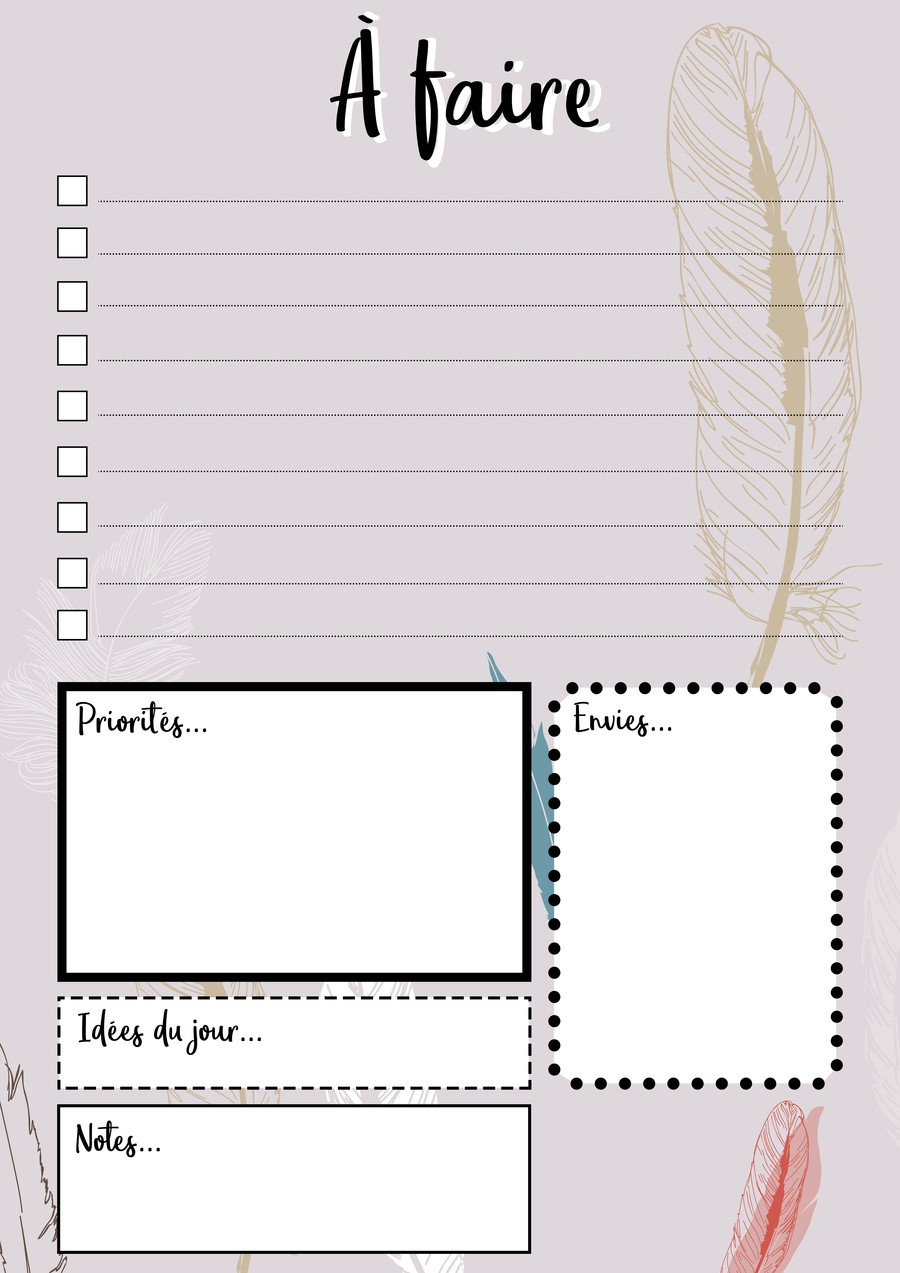 À faire
Priorités...
Envies...
Idées du jour...
Notes...